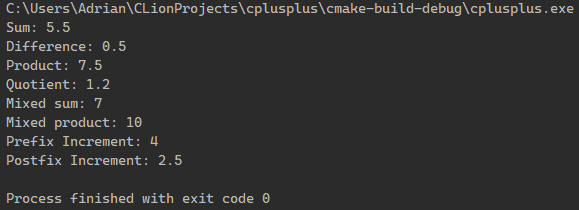 C:\Users\Adrian\CLionProjects\cplusplus\cmake-build-debug\cplusplus.exe
Sum: 5.5
Difference: 0.5
Product: 7.5
Quotient: 1.2
Mixed sum: 7
Mixed product: 10
Prefix Increment: 4
Postfix Increment: 2.5
Process finished with exit code 0